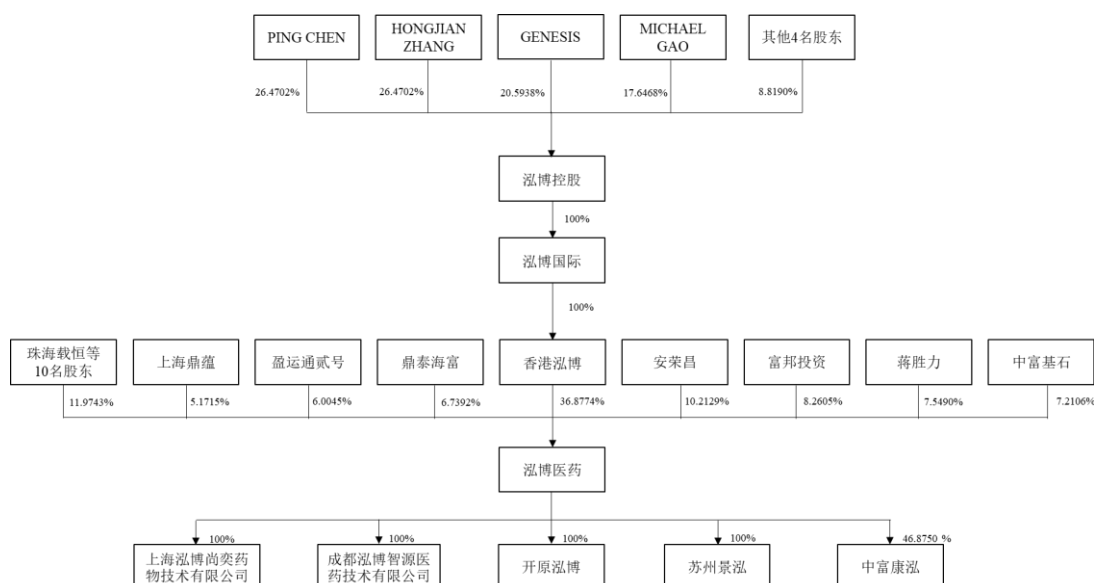 PING CHEN
HONGJIAN
ZHANG
GENESIS
MICHAEL
GAO
其他4名股东
26.4702%
26.4702%
20.5938%
17.6468%
8.8190%
泓博控股
100%
泓博国际
100%
珠海载恒等
10名股东
上海鼎蕴
盈运通贰号
鼎泰海富
香港泓博
安荣昌
富邦投资
蒋胜力
中富基石
11.9743%
5.1715%
6.0045%
6.7392%
36.8774%
10.2129%
8.2605%
7.5490%
7.2106%
泓博医药
100%
100%
100%
100%
46.8750 %
上海泓博尚奕药
物技术有限公司
成都泓博智源医
药技术有限公司
开原泓博
苏州景泓
中富康泓